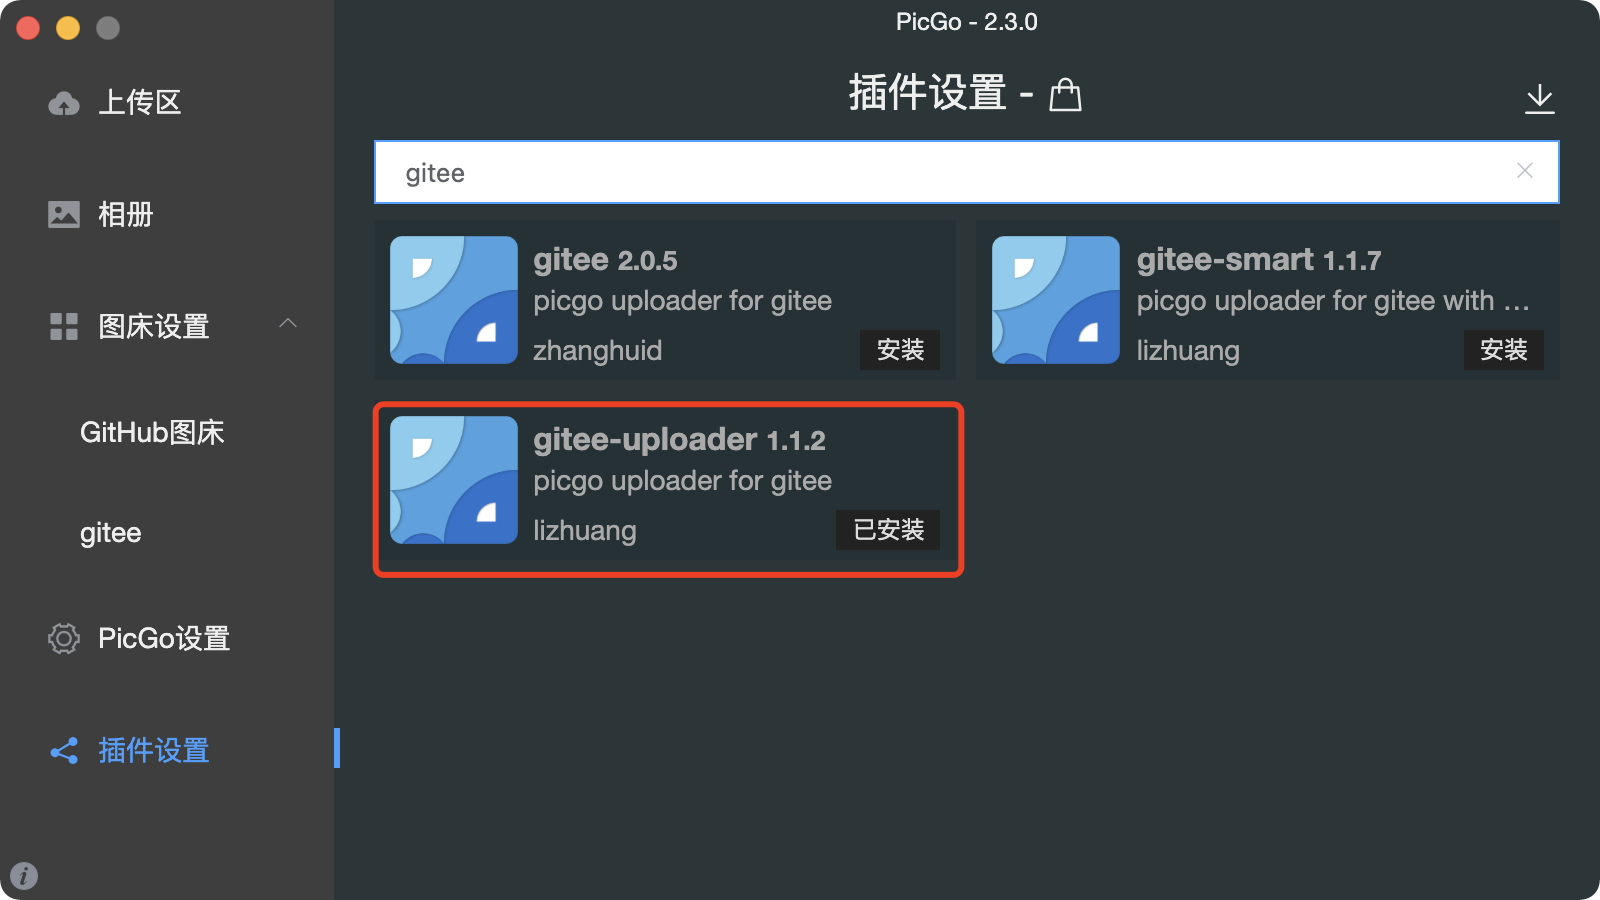 PicGo - 2.3.0
上传区
相册
图床设置
GitHub图床
gitee
PicGo设置
插件设置
插件设置 -
gitee
gitee 2.0.5
picgo uploader for gitee
zhanghuid
安装
gitee-smart 1.1.7
picgo uploader for gitee with ...
lizhuang
安装
gitee-uploader 1.1.2
picgo uploader for gitee
lizhuang
已安装